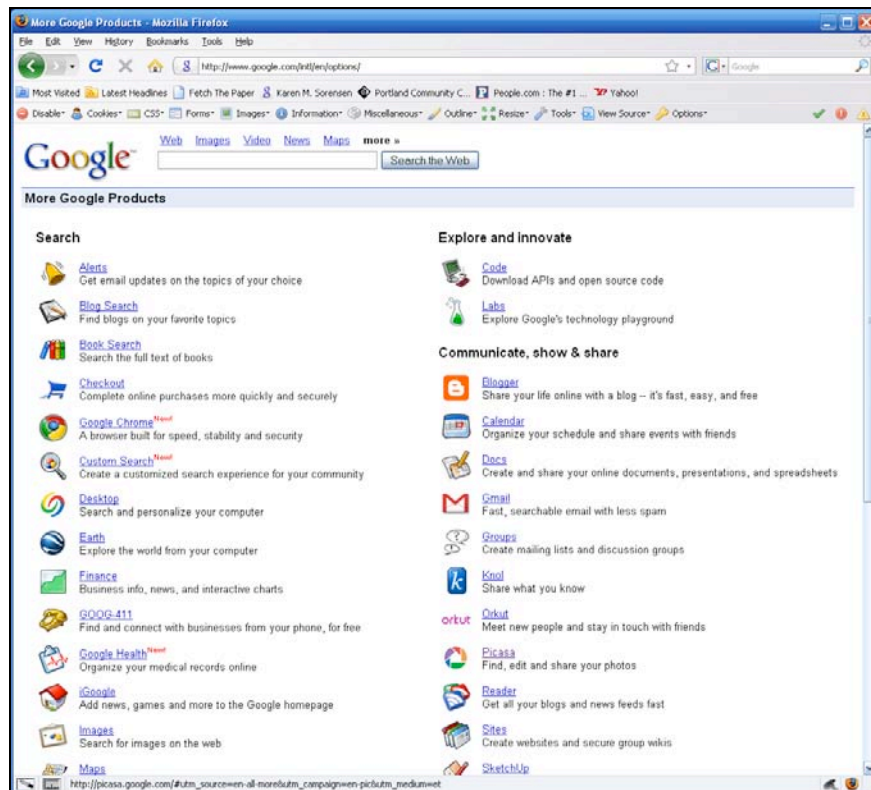 More Google Products - Mozilla Firefox
File Edit View History Bookmarks Tools Help
http://www.google.com/intl/en/options/
Google
Most Visited Latest Headlines Fetch The Paper Karen M. Sorensen Portland Community C... People.com : The #1 ... Yahoo!
Disable Cookies CSS Forms Images Information Miscellaneous Outline Resize Tools View Source Options
Google
Web Images Video News Maps more »
Search the Web
More Google Products
Search
Alerts
Get email updates on the topics of your choice
Blog Search
Find blogs on your favorite topics
Book Search
Search the full text of books
Checkout
Complete online purchases more quickly and securely
Google Chrome New!
A browser built for speed, stability and security
Custom Search New!
Create a customized search experience for your community
Desktop
Search and personalize your computer
Earth
Explore the world from your computer
Finance
Business info, news, and interactive charts
GOOG-411
Find and connect with businesses from your phone, for free
Google Health New!
Organize your medical records online
iGoogle
Add news, games and more to the Google homepage
Images
Search for images on the web
Maps
Explore and innovate
Code
Download APIs and open source code
Labs
Explore Google's technology playground
Communicate, show & share
Blogger
Share your life online with a blog -- it's fast, easy, and free
Calendar
Organize your schedule and share events with friends
Docs
Create and share your online documents, presentations, and spreadsheets
Gmail
Fast, searchable email with less spam
Groups
Create mailing lists and discussion groups
Knol
Share what you know
orkut
Orkut
Meet new people and stay in touch with friends
Picasa
Find, edit and share your photos
Reader
Get all your blogs and news feeds fast
Sites
Create websites and secure group wikis
SketchUp
http://picasa.google.com/#utm_source=en-all-more&utm_campaign=en-pic&utm_medium=et